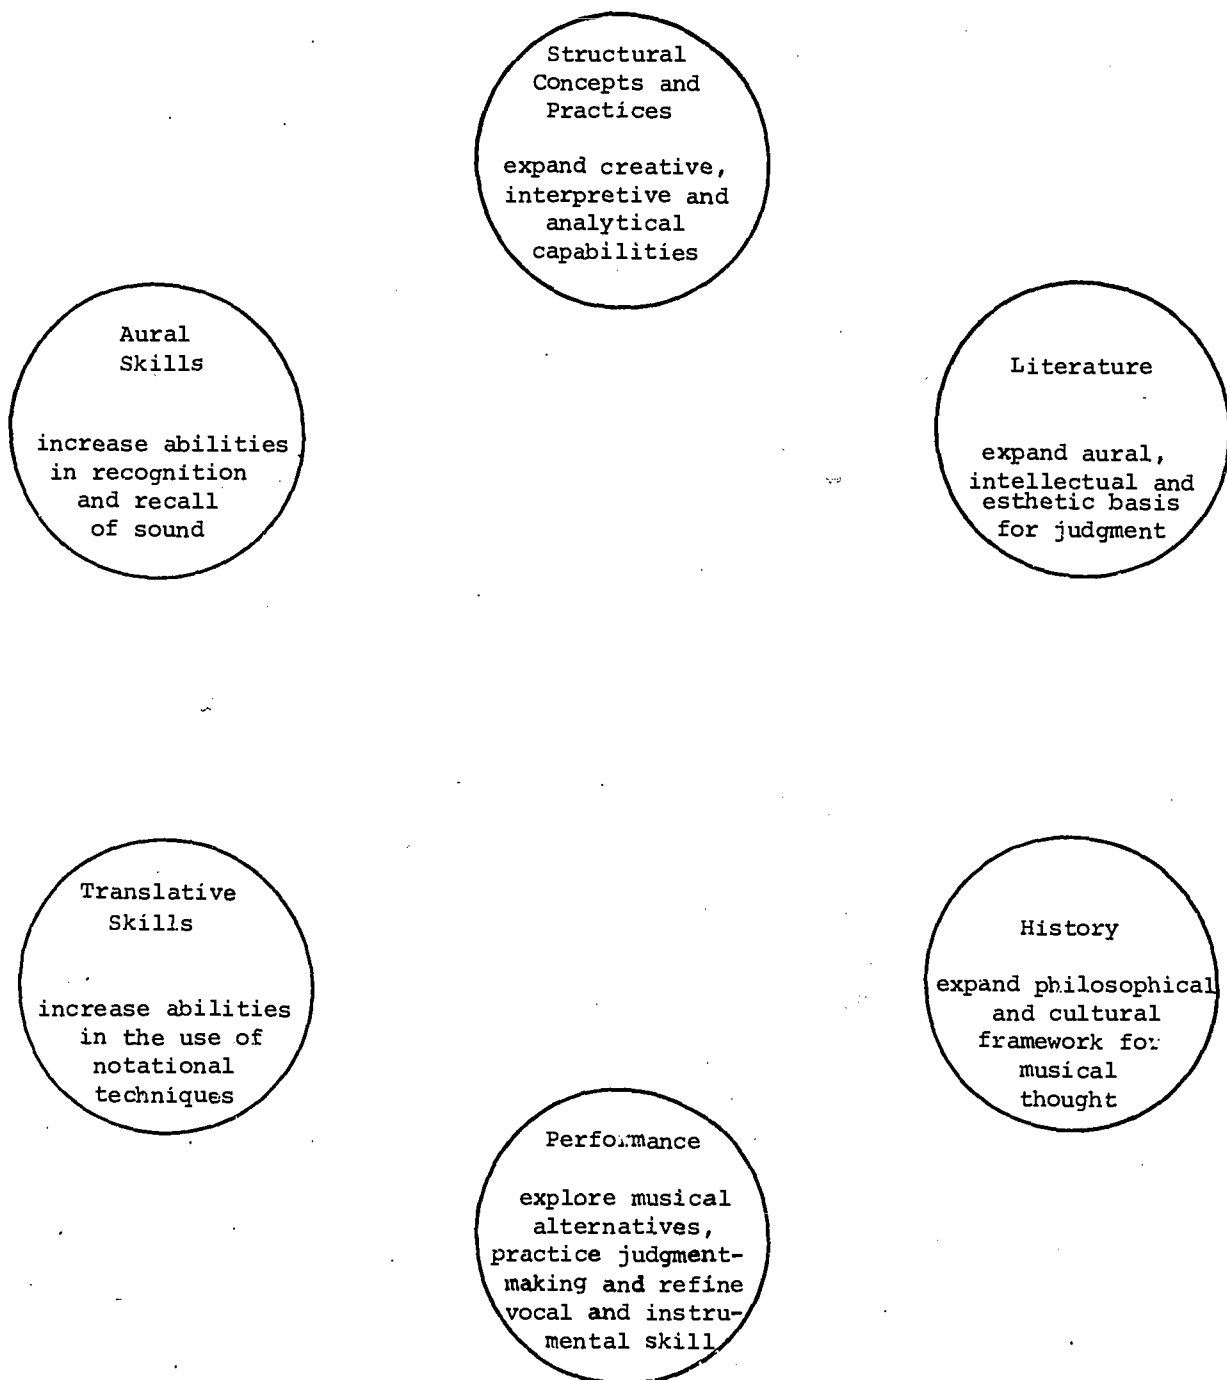 Structural
Concepts and
Practices
expand creative,
interpretive and
analytical
capabilities
Aural
Skills
increase abilities
in recognition
and recall
of sound
Literature
expand aural,
intellectual and
esthetic basis
for judgment
Translative
Skills
increase abilities
in the use of
notational
techniques
History
expand philosophical
and cultural
framework for
musical
thought
Performance
explore musical
alternatives,
practice judgment-
making and refine
vocal and instru-
mental skill